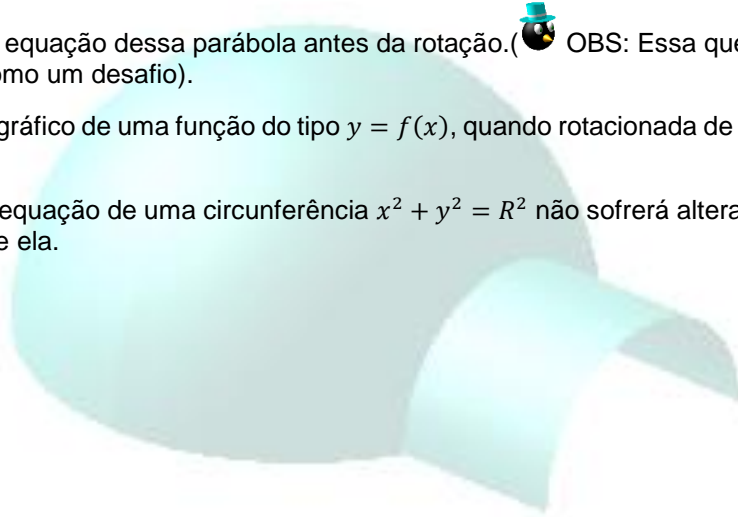 equação dessa parábola antes da rotação.( OBS: Essa que
omo um desafio).
gráfico de uma função do tipo 𝑦 = 𝑓(𝑥), quando rotacionada de
equação de uma circunferência 𝑥² + 𝑦² = 𝑅² não sofrerá altera
e ela.